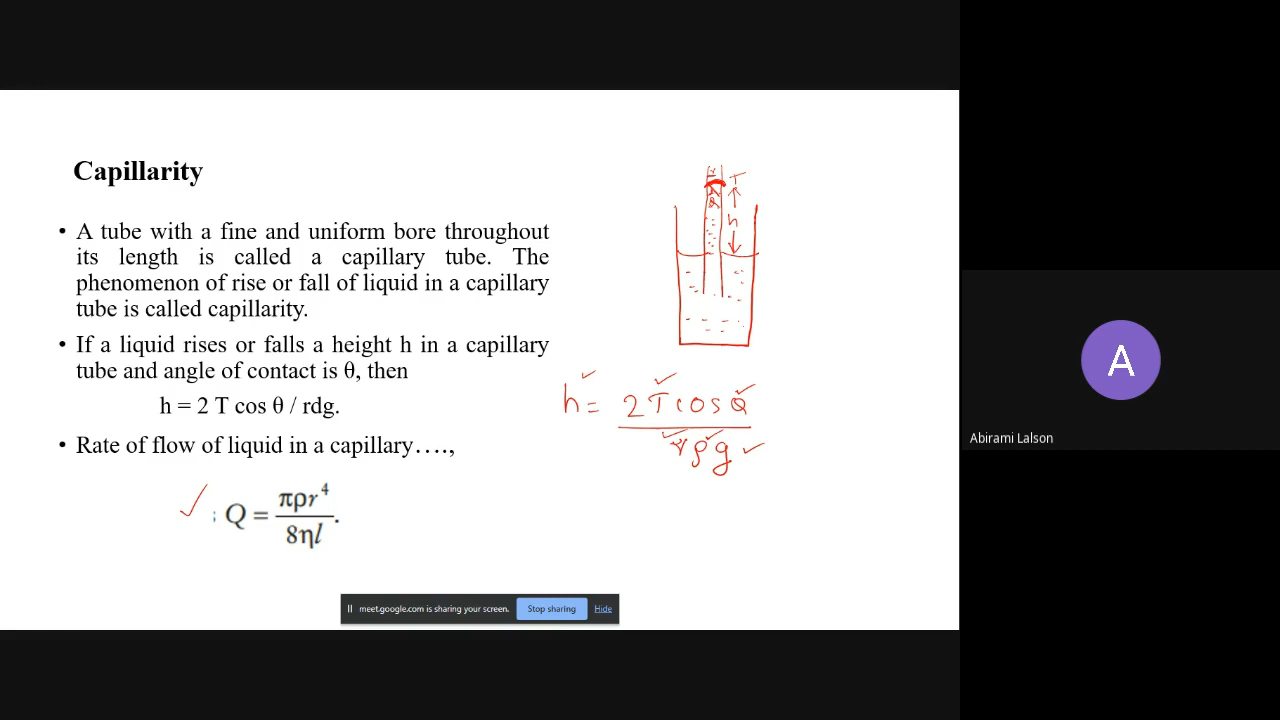 Capillarity
• A tube with a fine and uniform bore throughout
its length is called a capillary tube. The
phenomenon of rise or fall of liquid in a capillary
tube is called capillarity.
• If a liquid rises or falls a height h in a capillary
tube and angle of contact is θ, then
h = 2 T cos θ / rdg.
• Rate of flow of liquid in a capillary….,
; Q = πρr⁴ / 8ηl.
T
h
h = 2 T cos θ
rρg
meet.google.com is sharing your screen. Stop sharing Hide
A
Abirami Lalson